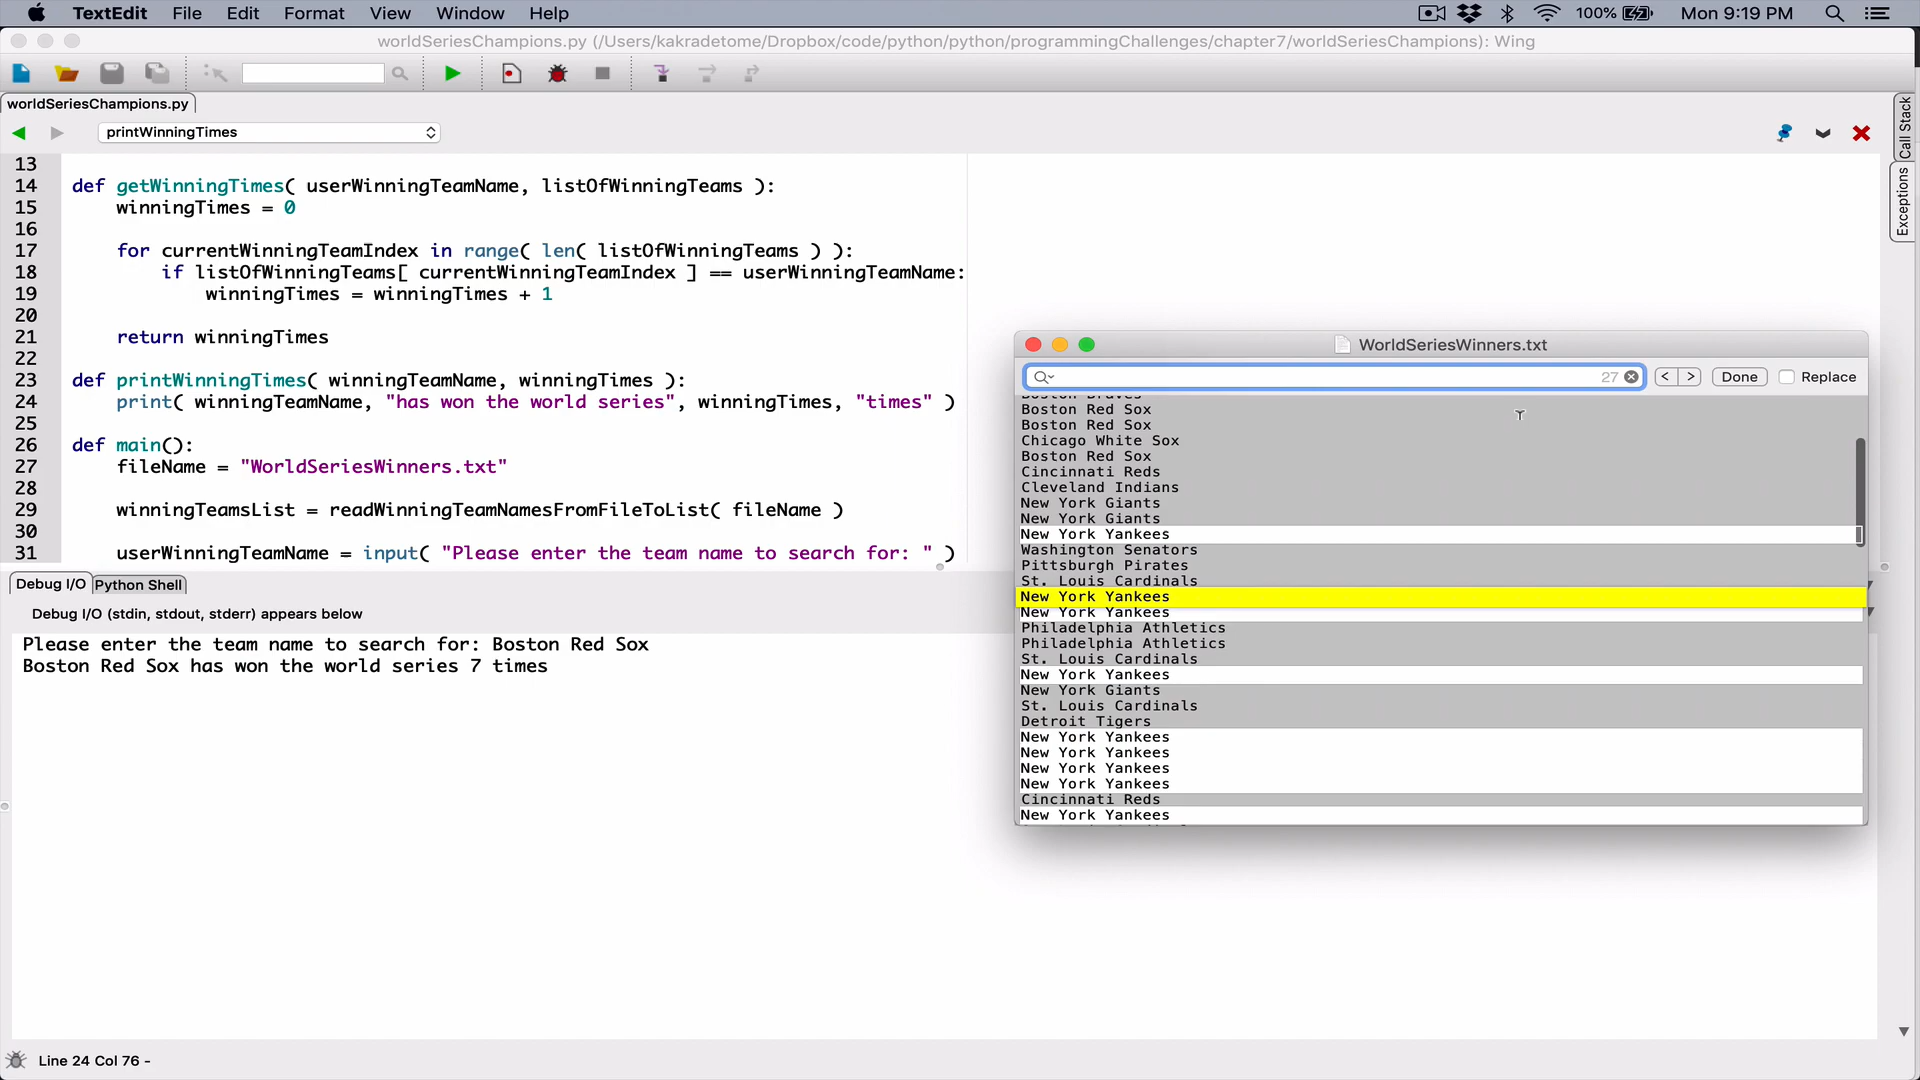 TextEdit File Edit Format View Window Help 100% Mon 9:19 PM
worldSeriesChampions.py (/Users/kakradetome/Dropbox/code/python/python/programmingChallenges/chapter7/worldSeriesChampions): Wing
worldSeriesChampions.py
printWinningTimes
13
14 def getWinningTimes( userWinningTeamName, listOfWinningTeams ):
15 winningTimes = 0
16
17 for currentWinningTeamIndex in range( len( listOfWinningTeams ) ):
18 if listOfWinningTeams[ currentWinningTeamIndex ] == userWinningTeamName:
19 winningTimes = winningTimes + 1
20
21 return winningTimes
22
23 def printWinningTimes( winningTeamName, winningTimes ):
24 print( winningTeamName, "has won the world series", winningTimes, "times" )
25
26 def main():
27 fileName = "WorldSeriesWinners.txt"
28
29 winningTeamsList = readWinningTeamNamesFromFileToList( fileName )
30
31 userWinningTeamName = input( "Please enter the team name to search for: " )
Call Stack
Exceptions
Debug I/O Python Shell
Debug I/O (stdin, stdout, stderr) appears below
Please enter the team name to search for: Boston Red Sox
Boston Red Sox has won the world series 7 times
WorldSeriesWinners.txt
27 < > Done Replace
Boston Braves
Boston Red Sox
Boston Red Sox
Chicago White Sox
Boston Red Sox
Cincinnati Reds
Cleveland Indians
New York Giants
New York Giants
New York Yankees
Washington Senators
Pittsburgh Pirates
St. Louis Cardinals
New York Yankees
New York Yankees
Philadelphia Athletics
Philadelphia Athletics
St. Louis Cardinals
New York Yankees
New York Giants
St. Louis Cardinals
Detroit Tigers
New York Yankees
New York Yankees
New York Yankees
New York Yankees
Cincinnati Reds
New York Yankees
Line 24 Col 76 -